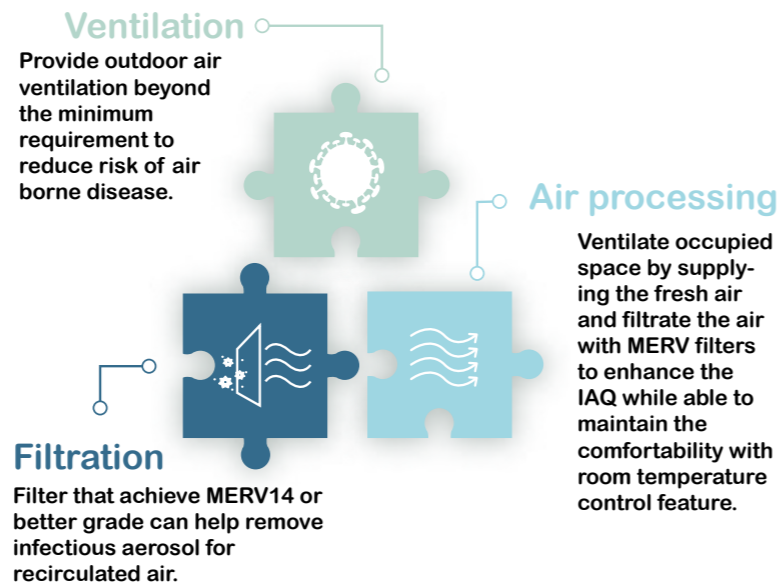 Ventilation
Provide outdoor air
ventilation beyond
the minimum
requirement to
reduce risk of air
borne disease.
Air processing
Ventilate occupied
space by supply-
ing the fresh air
and filtrate the air
with MERV filters
to enhance the
IAQ while able to
maintain the
comfortability with
room temperature
control feature.
Filtration
Filter that achieve MERV14 or
better grade can help remove
infectious aerosol for
recirculated air.